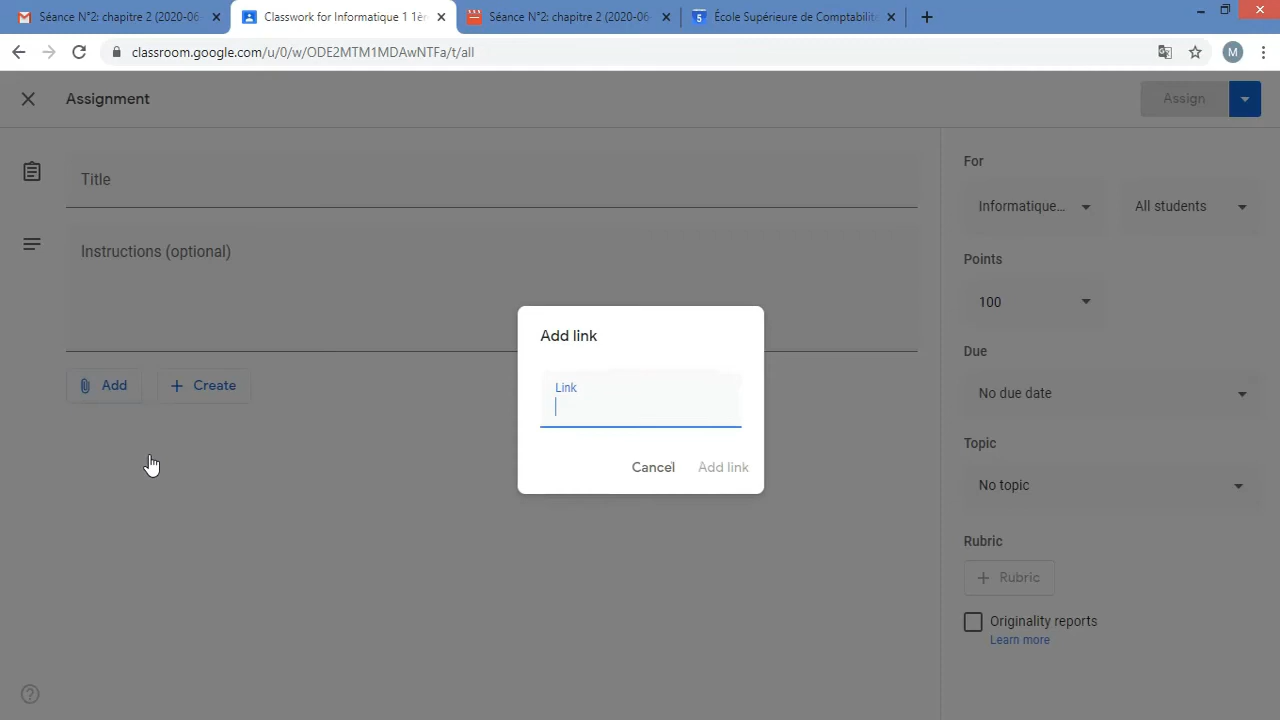 Séance N°2: chapitre 2 (2020-06
Classwork for Informatique 1 1èr
Séance N°2: chapitre 2 (2020-06-
École Supérieure de Comptabilit
classroom.google.com/u/0/w/ODE2MTM1MDAwNTFa/t/all
M
Assignment
Assign
Title
Instructions (optional)
Add
Create
For
Informatique...
All students
Points
100
Due
No due date
Topic
No topic
Rubric
Rubric
Originality reports
Learn more
Add link
Link
Cancel
Add link